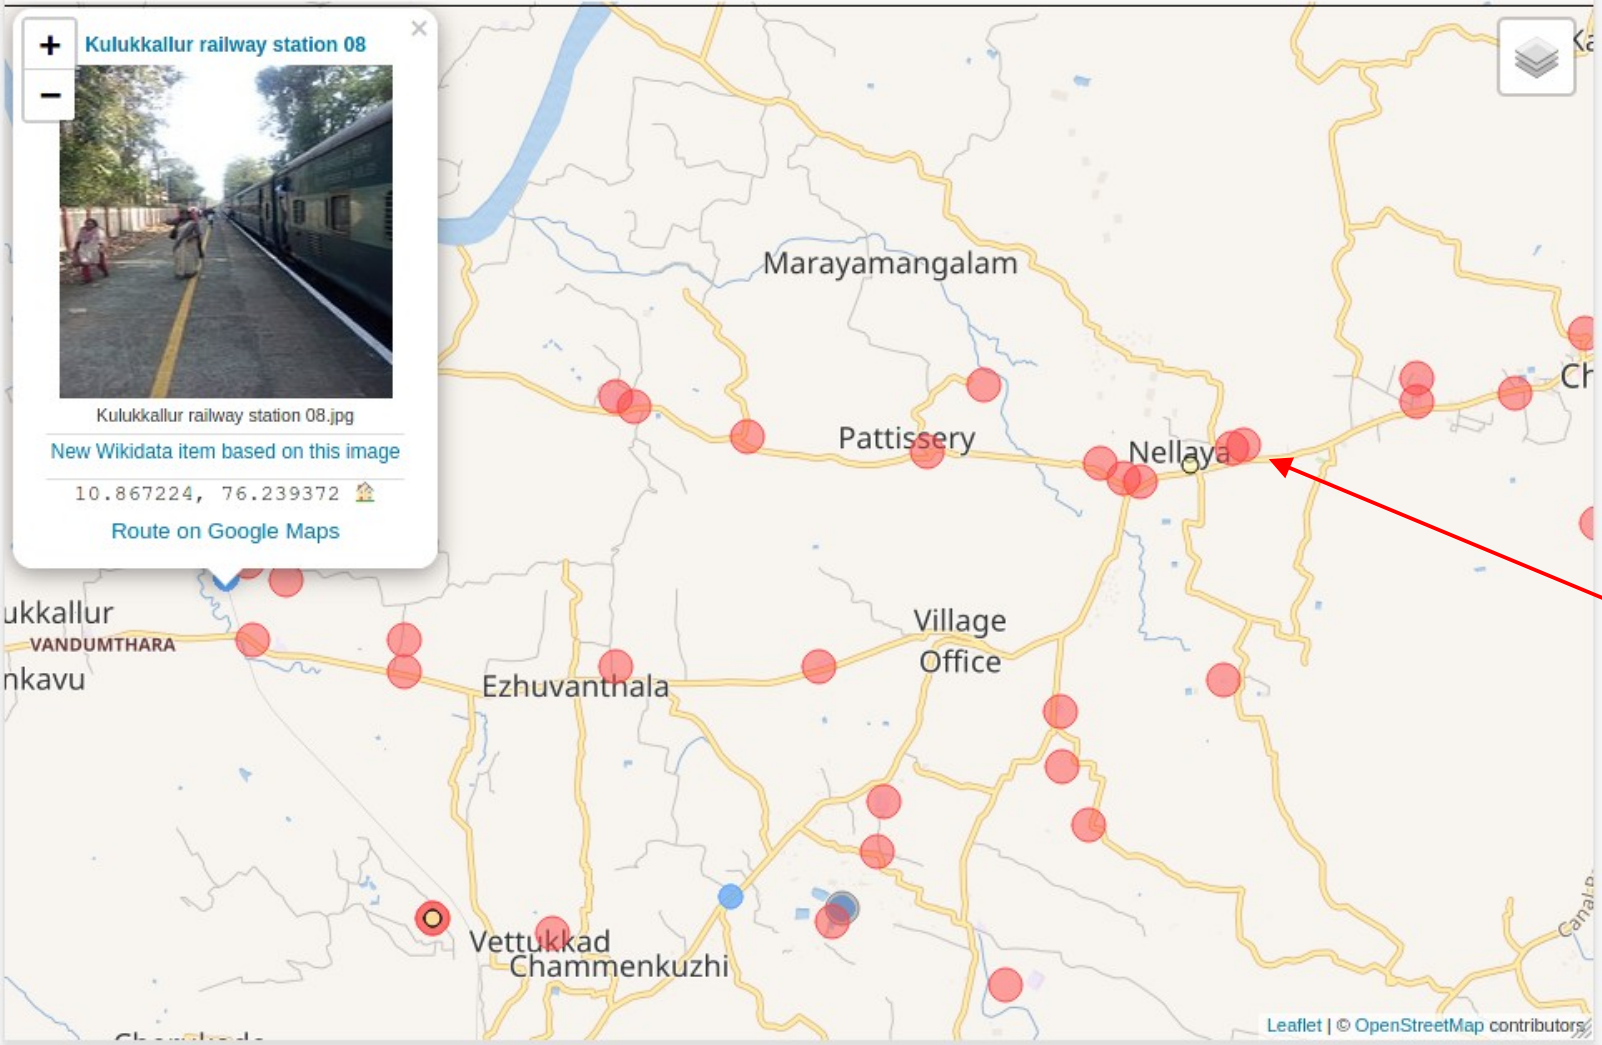 +
−
Kulukkallur railway station 08
×
Kulukkallur railway station 08.jpg
New Wikidata item based on this image
10.867224, 76.239372
Route on Google Maps
Marayamangalam
Pattissery
Nellaya
Ch
ukkallur
VANDUMTHARA
nkavu
Village
Office
Ezhuvanthala
Vettukkad
Chammenkuzhi
Leaflet | © OpenStreetMap contributors